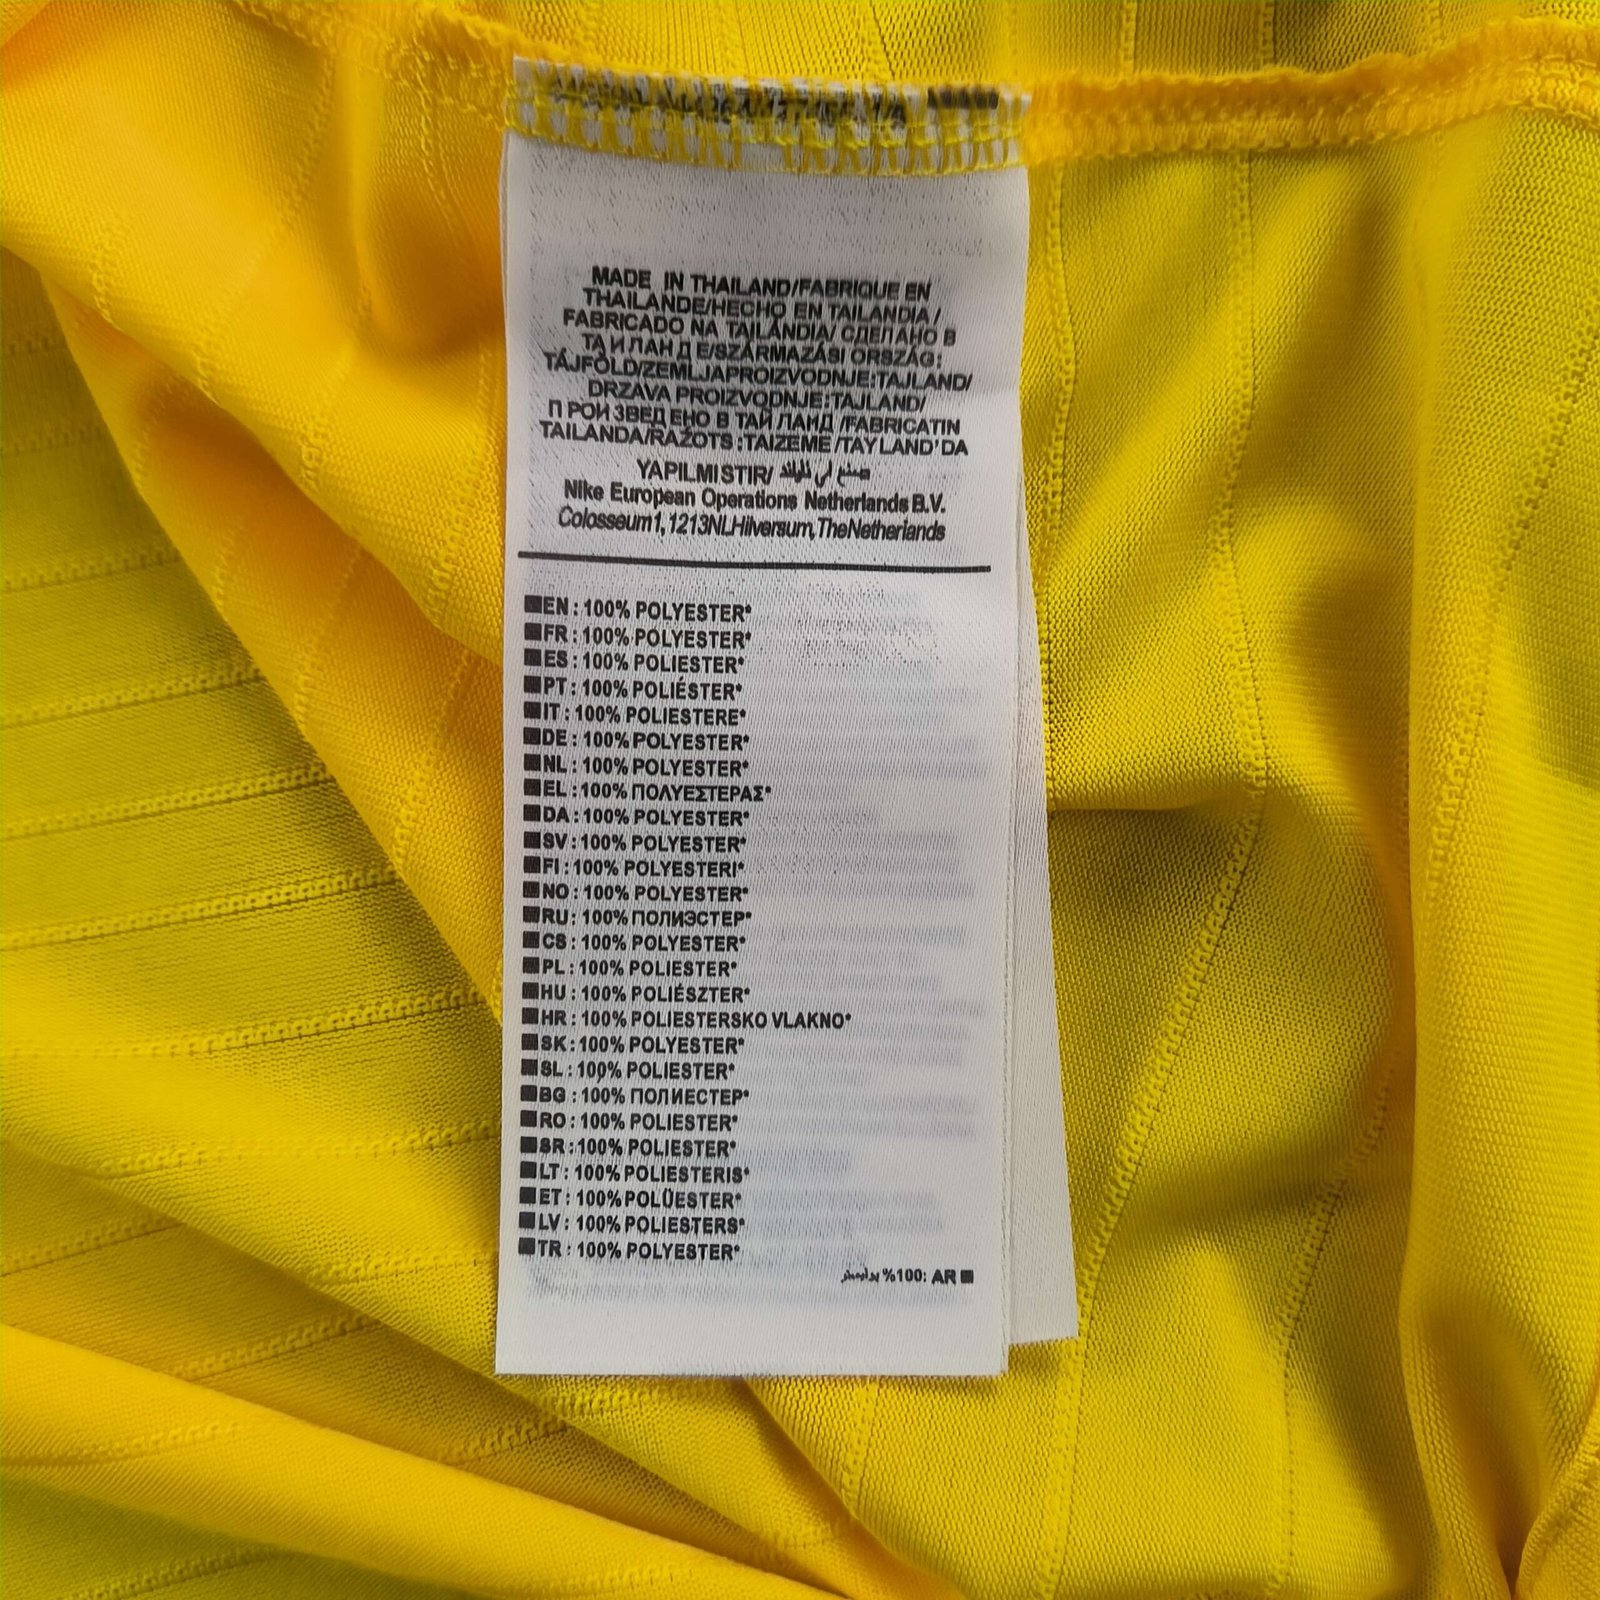 MADE IN THAILAND/FABRIQUE EN
THAILANDE/HECHO EN TAILANDIA /
FABRICADO NA TAILÂNDIA/ СДЕЛАНО В
ТА И ЛАН Д Е/SZÁRMAZÁSI ORSZÁG:
TÁJFÖLD/ZEMLJAPROIZVODNJE:TAJLAND/
DRZAVA PROIZVODNJE:TAJLAND/
П РОИ ЗВЕД ЕНО В ТАЙ ЛАНД /FABRICATIN
TAILANDA/RAŽOTS :TAIZEME /TAY LAND' DA
YAPILMISTIR/
Nike European Operations Netherlands B.V.
Colosseum1, 1213NL Hilversum, The Netherlands
EN : 100% POLYESTER*
FR : 100% POLYESTER*
ES : 100% POLIESTER*
PT : 100% POLIÉSTER*
IT : 100% POLIESTERE*
DE : 100% POLYESTER*
NL : 100% POLYESTER*
EL : 100% ΠΟΛΥΕΣΤΕΡΑΣ*
DA : 100% POLYESTER*
SV : 100% POLYESTER*
FI : 100% POLYESTERI*
NO : 100% POLYESTER*
RU : 100% ПОЛИЭСТЕР*
CS : 100% POLYESTER*
PL : 100% POLIESTER*
HU : 100% POLIÉSZTER*
HR : 100% POLIESTERSKO VLAKNO*
SK : 100% POLYESTER*
SL : 100% POLIESTER*
BG : 100% ПОЛИЕСТЕР*
RO : 100% POLIESTER*
SR : 100% POLIESTER*
LT : 100% POLIESTERIS*
ET : 100% POLÜESTER*
LV : 100% POLIESTERS*
TR : 100% POLYESTER*
%100: AR